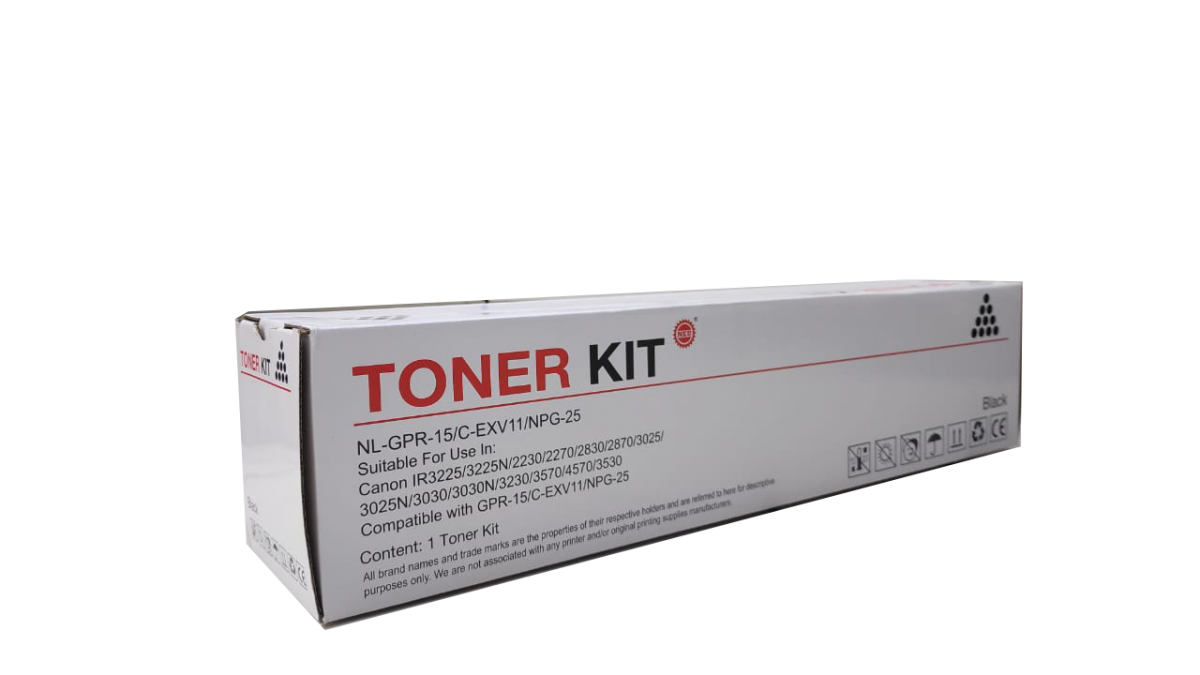 TONER KIT
TONER KIT
NL-GPR-15/C-EXV11/NPG-25
Suitable For Use In:
Canon IR3225/3225N/2230/2270/2830/2870/3025/
3025N/3030/3030N/3230/3570/4570/3530
Compatible with GPR-15/C-EXV11/NPG-25
Content: 1 Toner Kit
All brand names and trade marks are the properties of their respective holders and are referred to here for descriptive
purposes only. We are not associated with any printer and/or original printing supplies manufacturers.
Black
CE
Black
CE